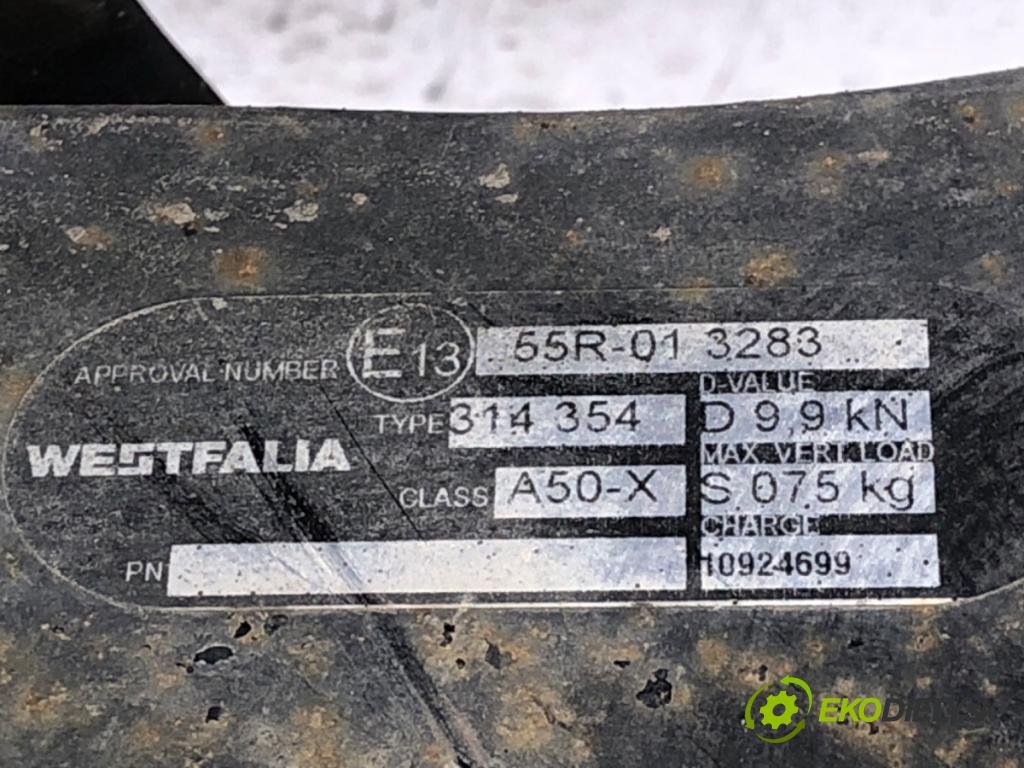 APPROVAL NUMBER E13 55R-01 3283
TYPE 314 354
D-VALUE
D 9,9 kN
WESTFALIA
CLASS A50-X
MAX. VERT. LOAD
S 075 kg
PN
CHARGE
10924699